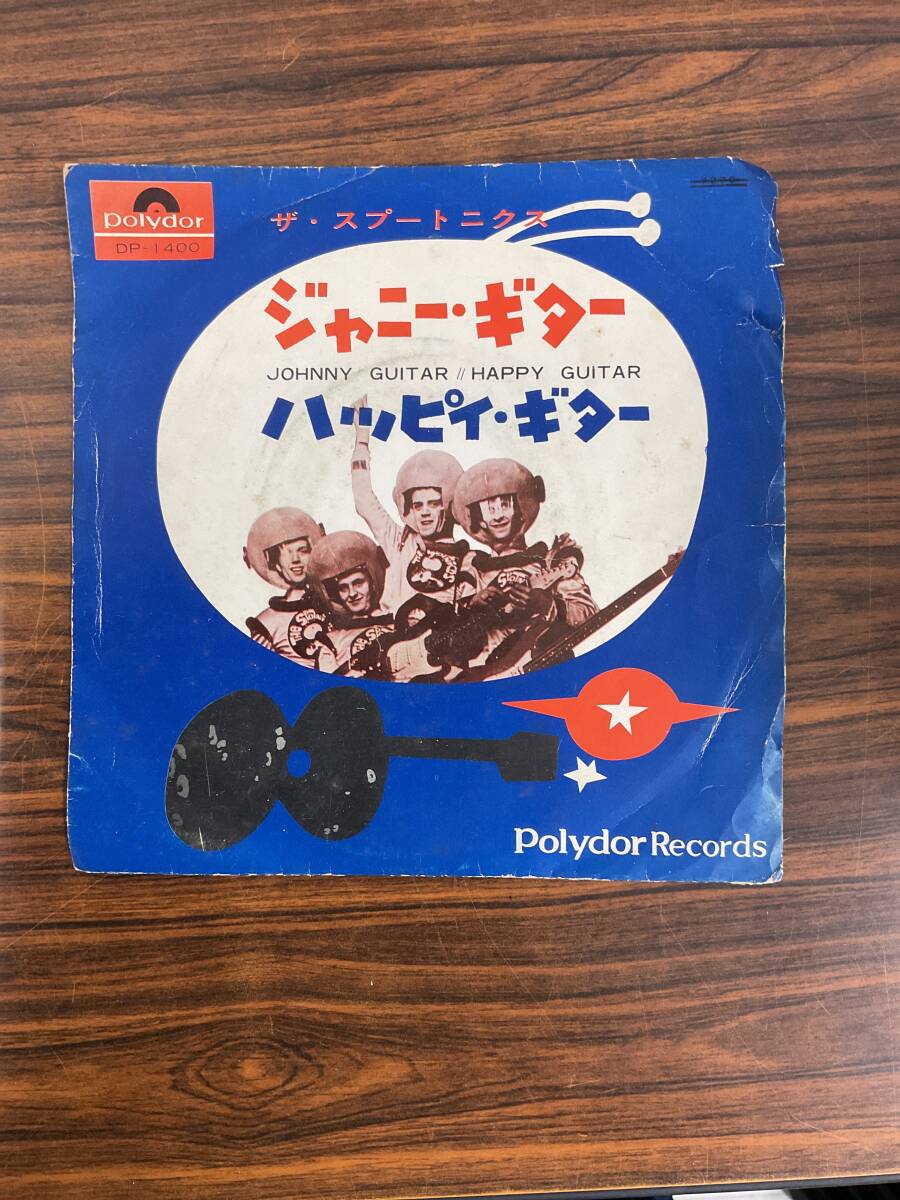 polydor
DP-1400
ザ・スプートニクス
ジャニー・ギター
JOHNNY GUITAR // HAPPY GUITAR
ハッピィ・ギター
Polydor Records